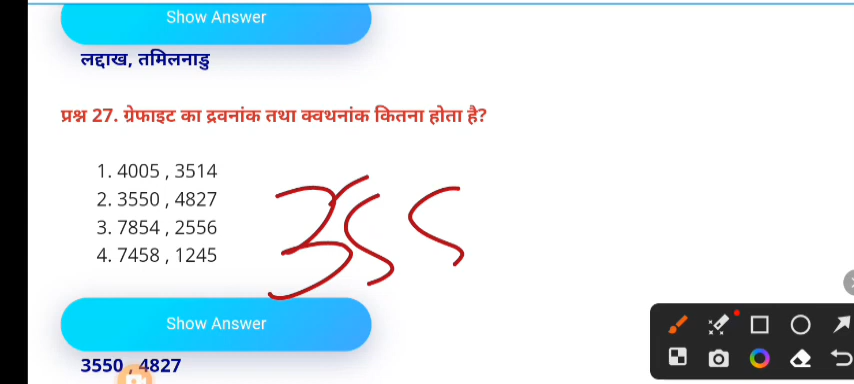 Show Answer
लद्दाख, तमिलनाडु
प्रश्न 27. ग्रेफाइट का द्रवनांक तथा क्वथनांक कितना होता है?
1. 4005 , 3514
2. 3550 , 4827
3. 7854 , 2556
4. 7458 , 1245
355
Show Answer
3550 , 4827